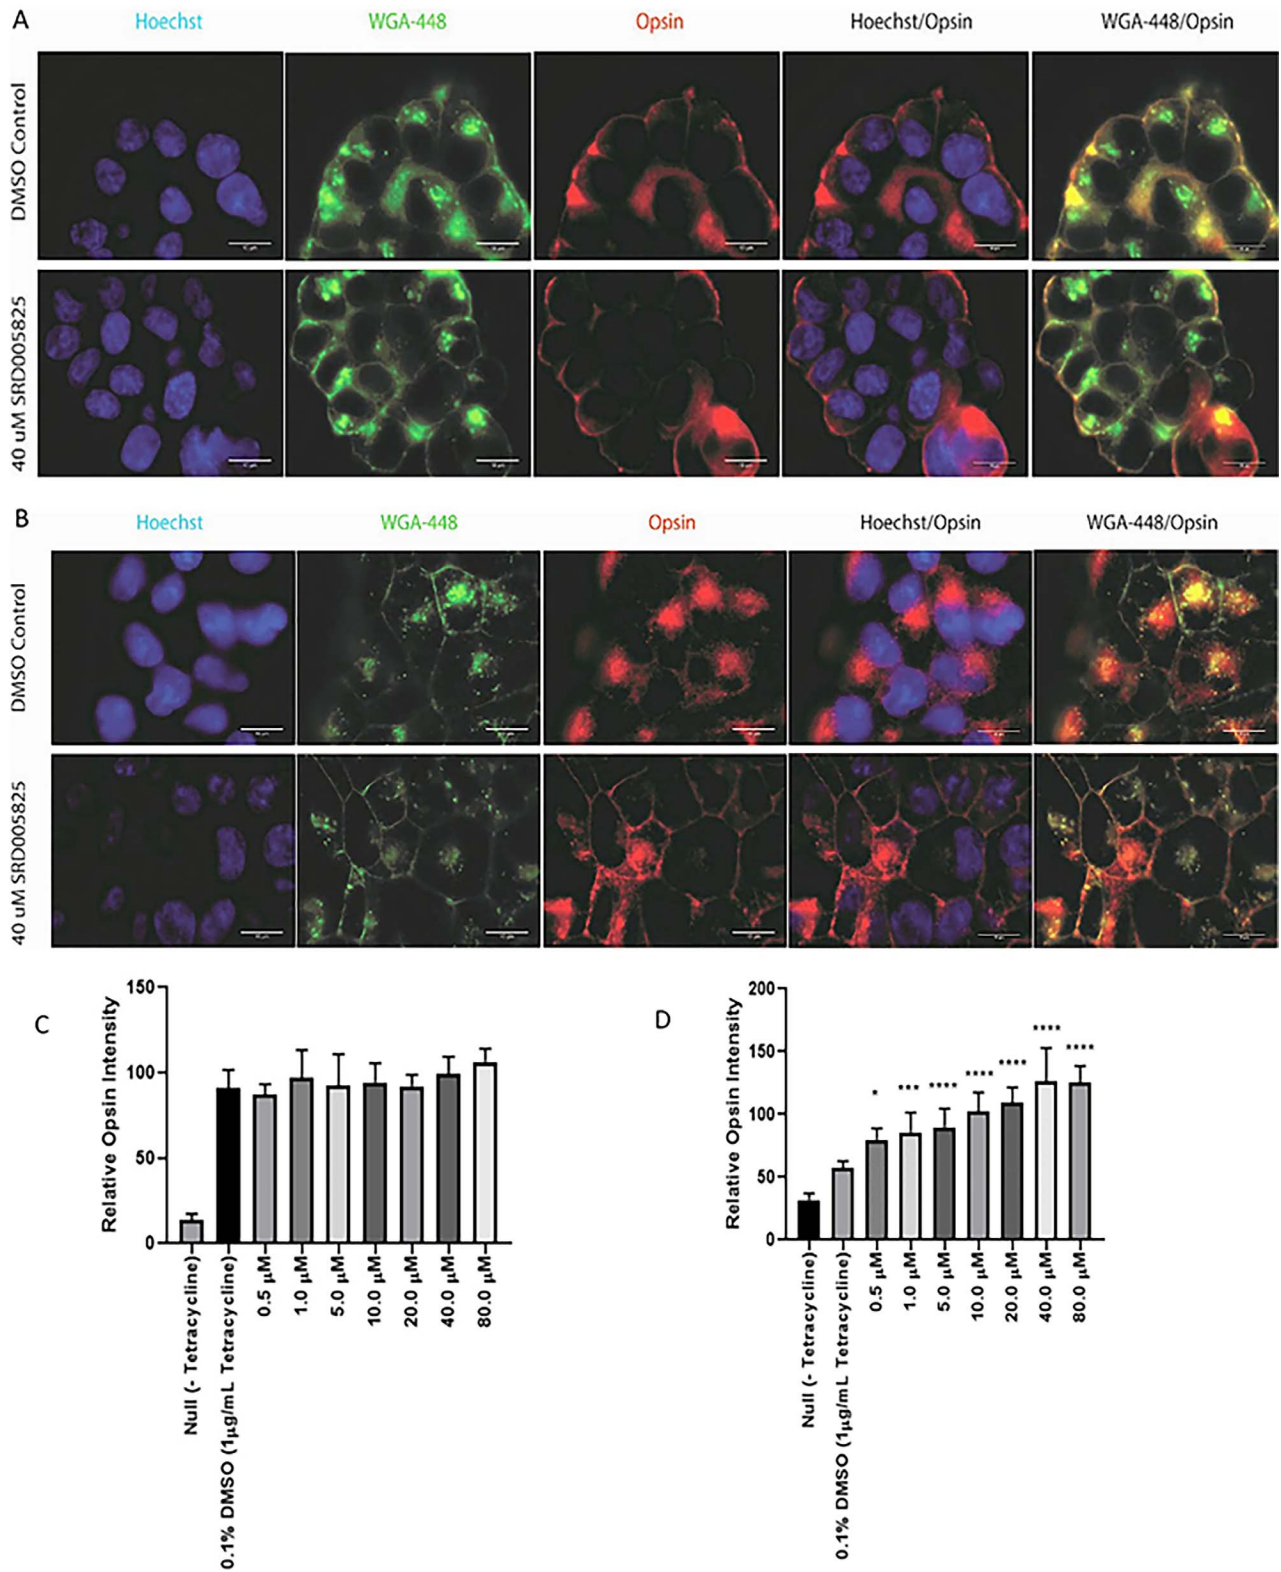 A
Hoechst
WGA-448
Opsin
Hoechst/Opsin
WGA-448/Opsin
DMSO Control
40 uM SRD005825
B
Hoechst
WGA-448
Opsin
Hoechst/Opsin
WGA-448/Opsin
DMSO Control
40 uM SRD005825
C
Relative Opsin Intensity
150
100
50
0
Null (- Tetracycline)
0.1% DMSO (1μg/mL Tetracycline)
0.5 μM
1.0 μM
5.0 μM
10.0 μM
20.0 μM
40.0 μM
80.0 μM
D
Relative Opsin Intensity
200
150
100
50
0
*
***
****
****
****
****
****
Null (- Tetracycline)
0.1% DMSO (1μg/mL Tetracycline)
0.5 μM
1.0 μM
5.0 μM
10.0 μM
20.0 μM
40.0 μM
80.0 μM